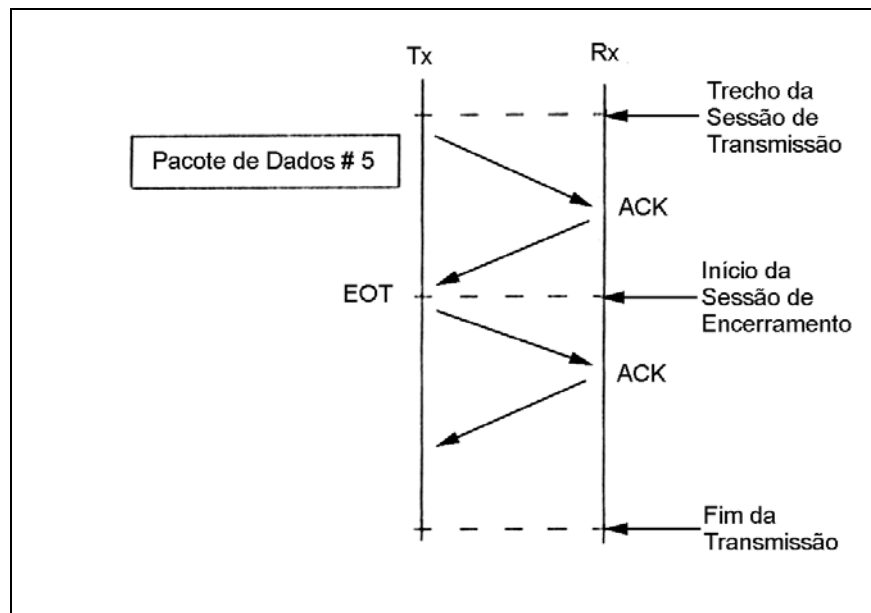 Tx
Rx
Trecho da
Sessão de
Transmissão
Pacote de Dados # 5
ACK
Início da
Sessão de
Encerramento
EOT
ACK
Fim da
Transmissão